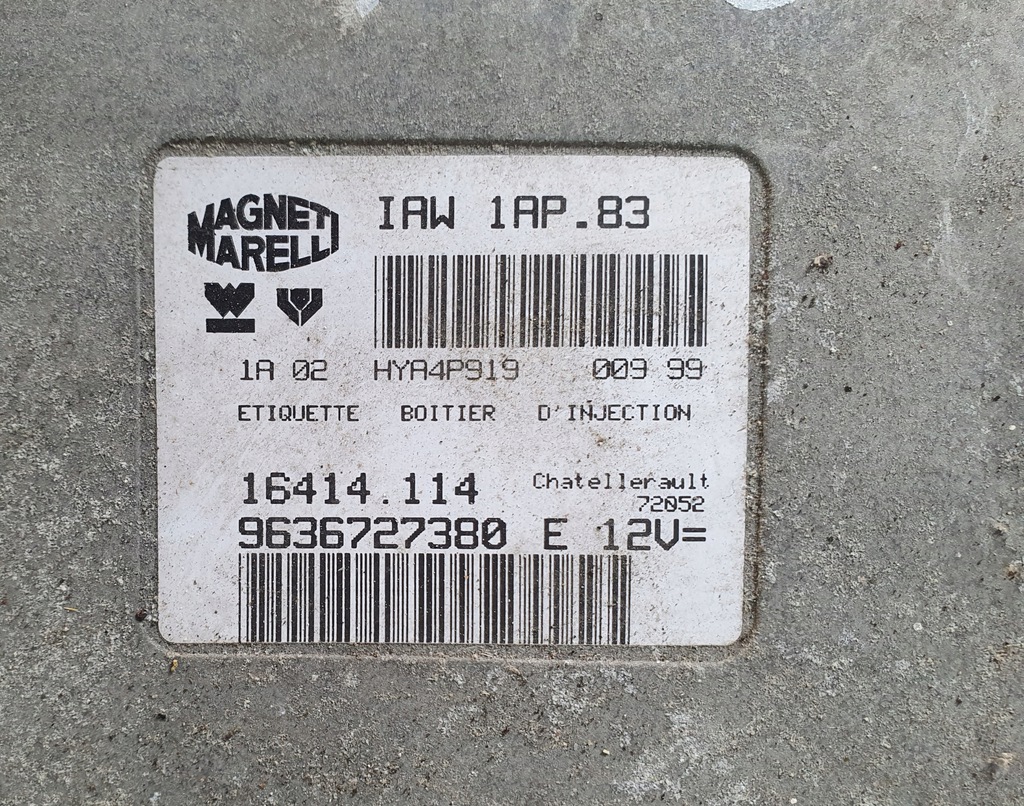 MAGNETI MARELLI
IAW 1AP.83
1A 02 HYA4P919 009 99
ETIQUETTE BOITIER D'INJECTION
16414.114 Chatellerault
72052
9636727380 E 12V=